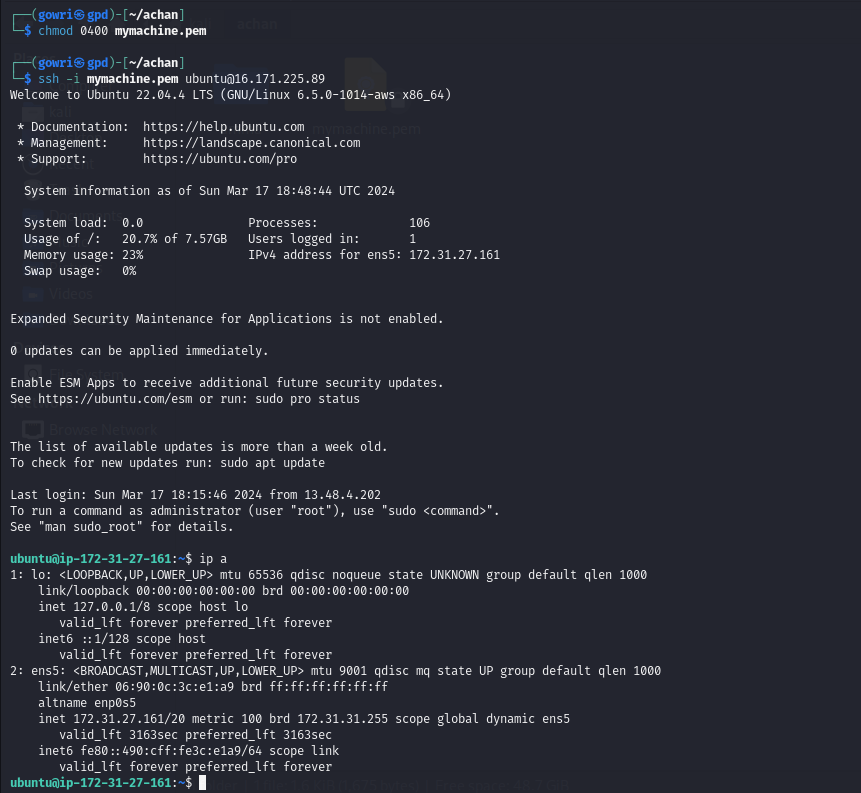 ┌──(gowri㉿gpd)-[~/achan]
└─$ chmod 0400 mymachine.pem
┌──(gowri㉿gpd)-[~/achan]
└─$ ssh -i mymachine.pem ubuntu@16.171.225.89
Welcome to Ubuntu 22.04.4 LTS (GNU/Linux 6.5.0-1014-aws x86_64)
* Documentation:  https://help.ubuntu.com
* Management:     https://landscape.canonical.com
* Support:        https://ubuntu.com/pro
System information as of Sun Mar 17 18:48:44 UTC 2024
System load:  0.0               Processes:             106
Usage of /:   20.7% of 7.57GB   Users logged in:       1
Memory usage: 23%               IPv4 address for ens5: 172.31.27.161
Swap usage:   0%
Videos
Expanded Security Maintenance for Applications is not enabled.
0 updates can be applied immediately.
File System
Enable ESM Apps to receive additional future security updates.
See https://ubuntu.com/esm or run: sudo pro status
Browse Network
The list of available updates is more than a week old.
To check for new updates run: sudo apt update
Last login: Sun Mar 17 18:15:46 2024 from 13.48.4.202
To run a command as administrator (user "root"), use "sudo <command>".
See "man sudo_root" for details.
ubuntu@ip-172-31-27-161:~$ ip a
1: lo: <LOOPBACK,UP,LOWER_UP> mtu 65536 qdisc noqueue state UNKNOWN group default qlen 1000
link/loopback 00:00:00:00:00:00 brd 00:00:00:00:00:00
inet 127.0.0.1/8 scope host lo
valid_lft forever preferred_lft forever
inet6 ::1/128 scope host
valid_lft forever preferred_lft forever
2: ens5: <BROADCAST,MULTICAST,UP,LOWER_UP> mtu 9001 qdisc mq state UP group default qlen 1000
link/ether 06:90:0c:3c:e1:a9 brd ff:ff:ff:ff:ff:ff
altname enp0s5
inet 172.31.27.161/20 metric 100 brd 172.31.31.255 scope global dynamic ens5
valid_lft 3163sec preferred_lft 3163sec
inet6 fe80::490:cff:fe3c:e1a9/64 scope link
valid_lft forever preferred_lft forever
ubuntu@ip-172-31-27-161:~$